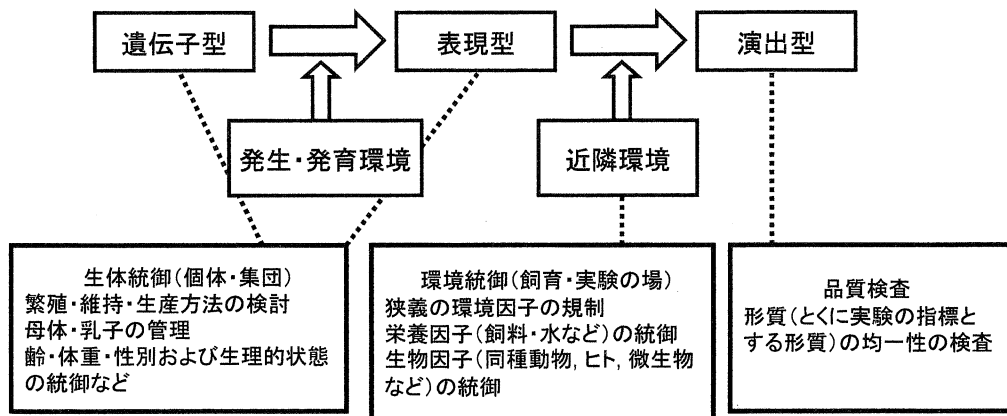 遺伝子型
表現型
演出型
発生・発育環境
近隣環境
生体統御(個体・集団)
繁殖・維持・生産方法の検討
母体・乳子の管理
齢・体重・性別および生理的状態
の統御など
環境統御(飼育・実験の場)
狭義の環境因子の規制
栄養因子(飼料・水など)の統御
生物因子(同種動物, ヒト, 微生物
など)の統御
品質検査
形質(とくに実験の指標と
する形質)の均一性の検査